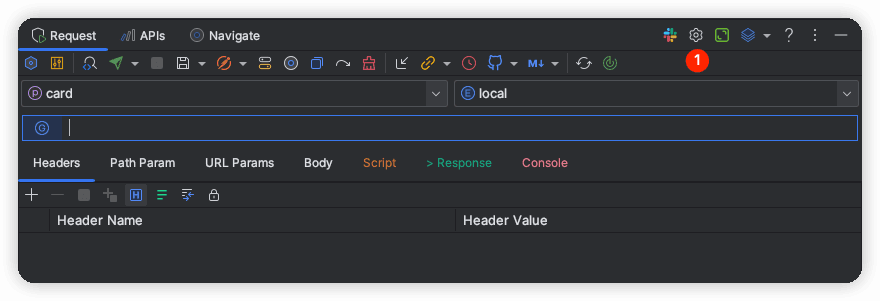 Request APIs Navigate ?
1
M↓
P card E local
G
Headers Path Param URL Params Body Script > Response Console
H
Header Name Header Value